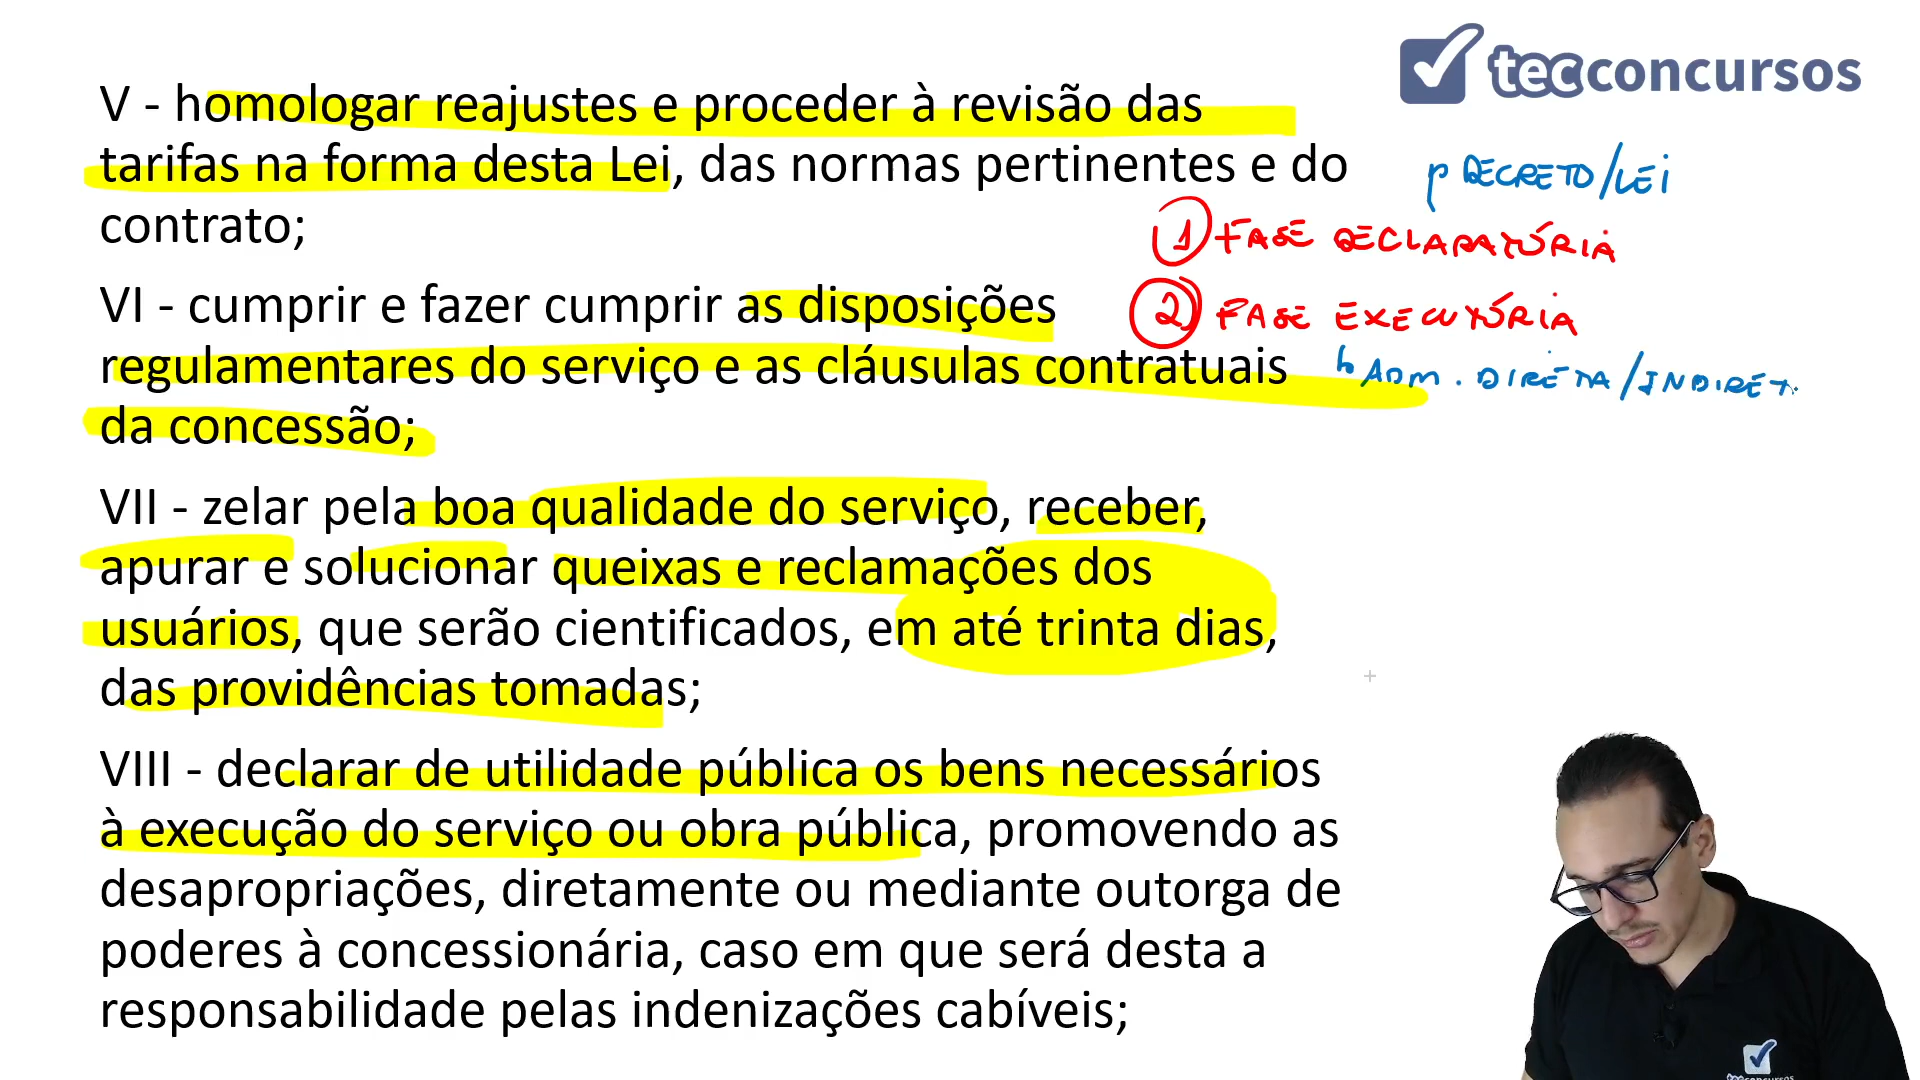 tecconcursos
V - homologar reajustes e proceder à revisão das
tarifas na forma desta Lei, das normas pertinentes e do
contrato;
DECRETO/LEI
1 FASE DECLARATÓRIA
VI - cumprir e fazer cumprir as disposições
regulamentares do serviço e as cláusulas contratuais
da concessão;
2 FASE EXECUTÓRIA
ADM. DIRETA/INDIRET
VII - zelar pela boa qualidade do serviço, receber,
apurar e solucionar queixas e reclamações dos
usuários, que serão cientificados, em até trinta dias,
das providências tomadas;
VIII - declarar de utilidade pública os bens necessários
à execução do serviço ou obra pública, promovendo as
desapropriações, diretamente ou mediante outorga de
poderes à concessionária, caso em que será desta a
responsabilidade pelas indenizações cabíveis;
tecconcursos